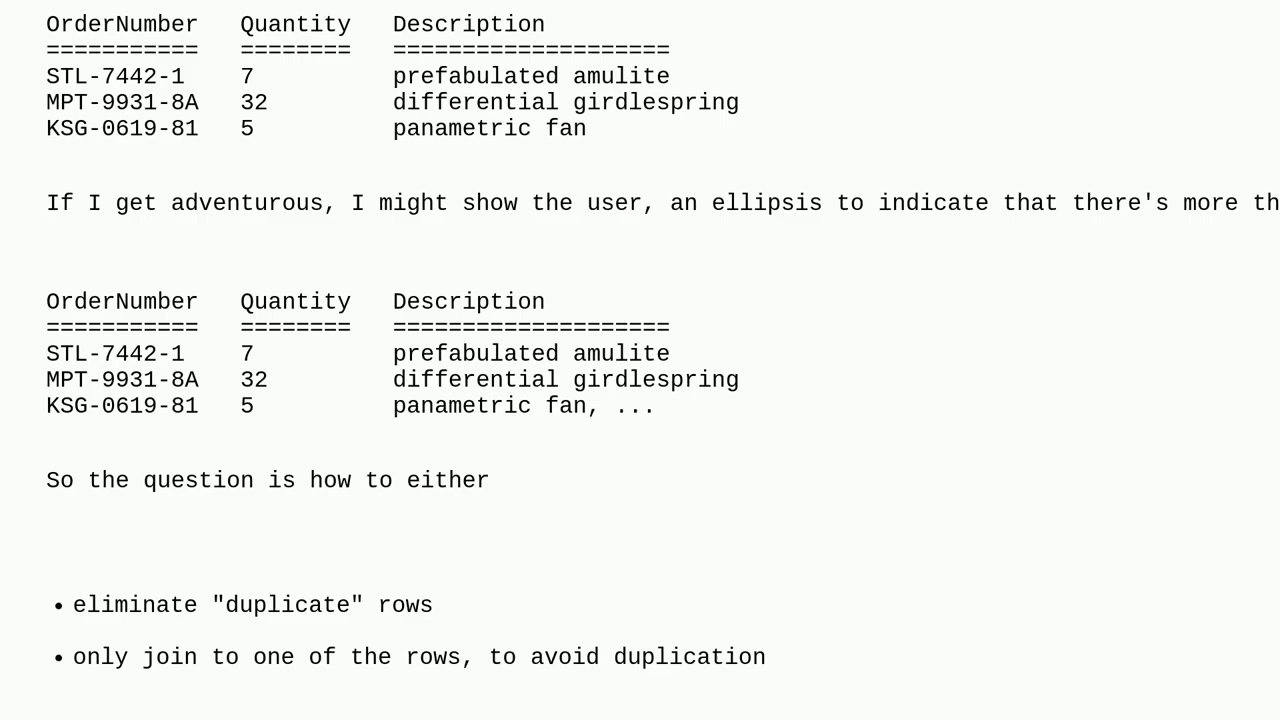 OrderNumber   Quantity   Description
===========   ========   ====================
STL-7442-1    7          prefabulated amulite
MPT-9931-8A   32         differential girdlespring
KSG-0619-81   5          panametric fan
If I get adventurous, I might show the user, an ellipsis to indicate that there's more
OrderNumber   Quantity   Description
===========   ========   ====================
STL-7442-1    7          prefabulated amulite
MPT-9931-8A   32         differential girdlespring
KSG-0619-81   5          panametric fan, ...
So the question is how to either
• eliminate "duplicate" rows
• only join to one of the rows, to avoid duplication